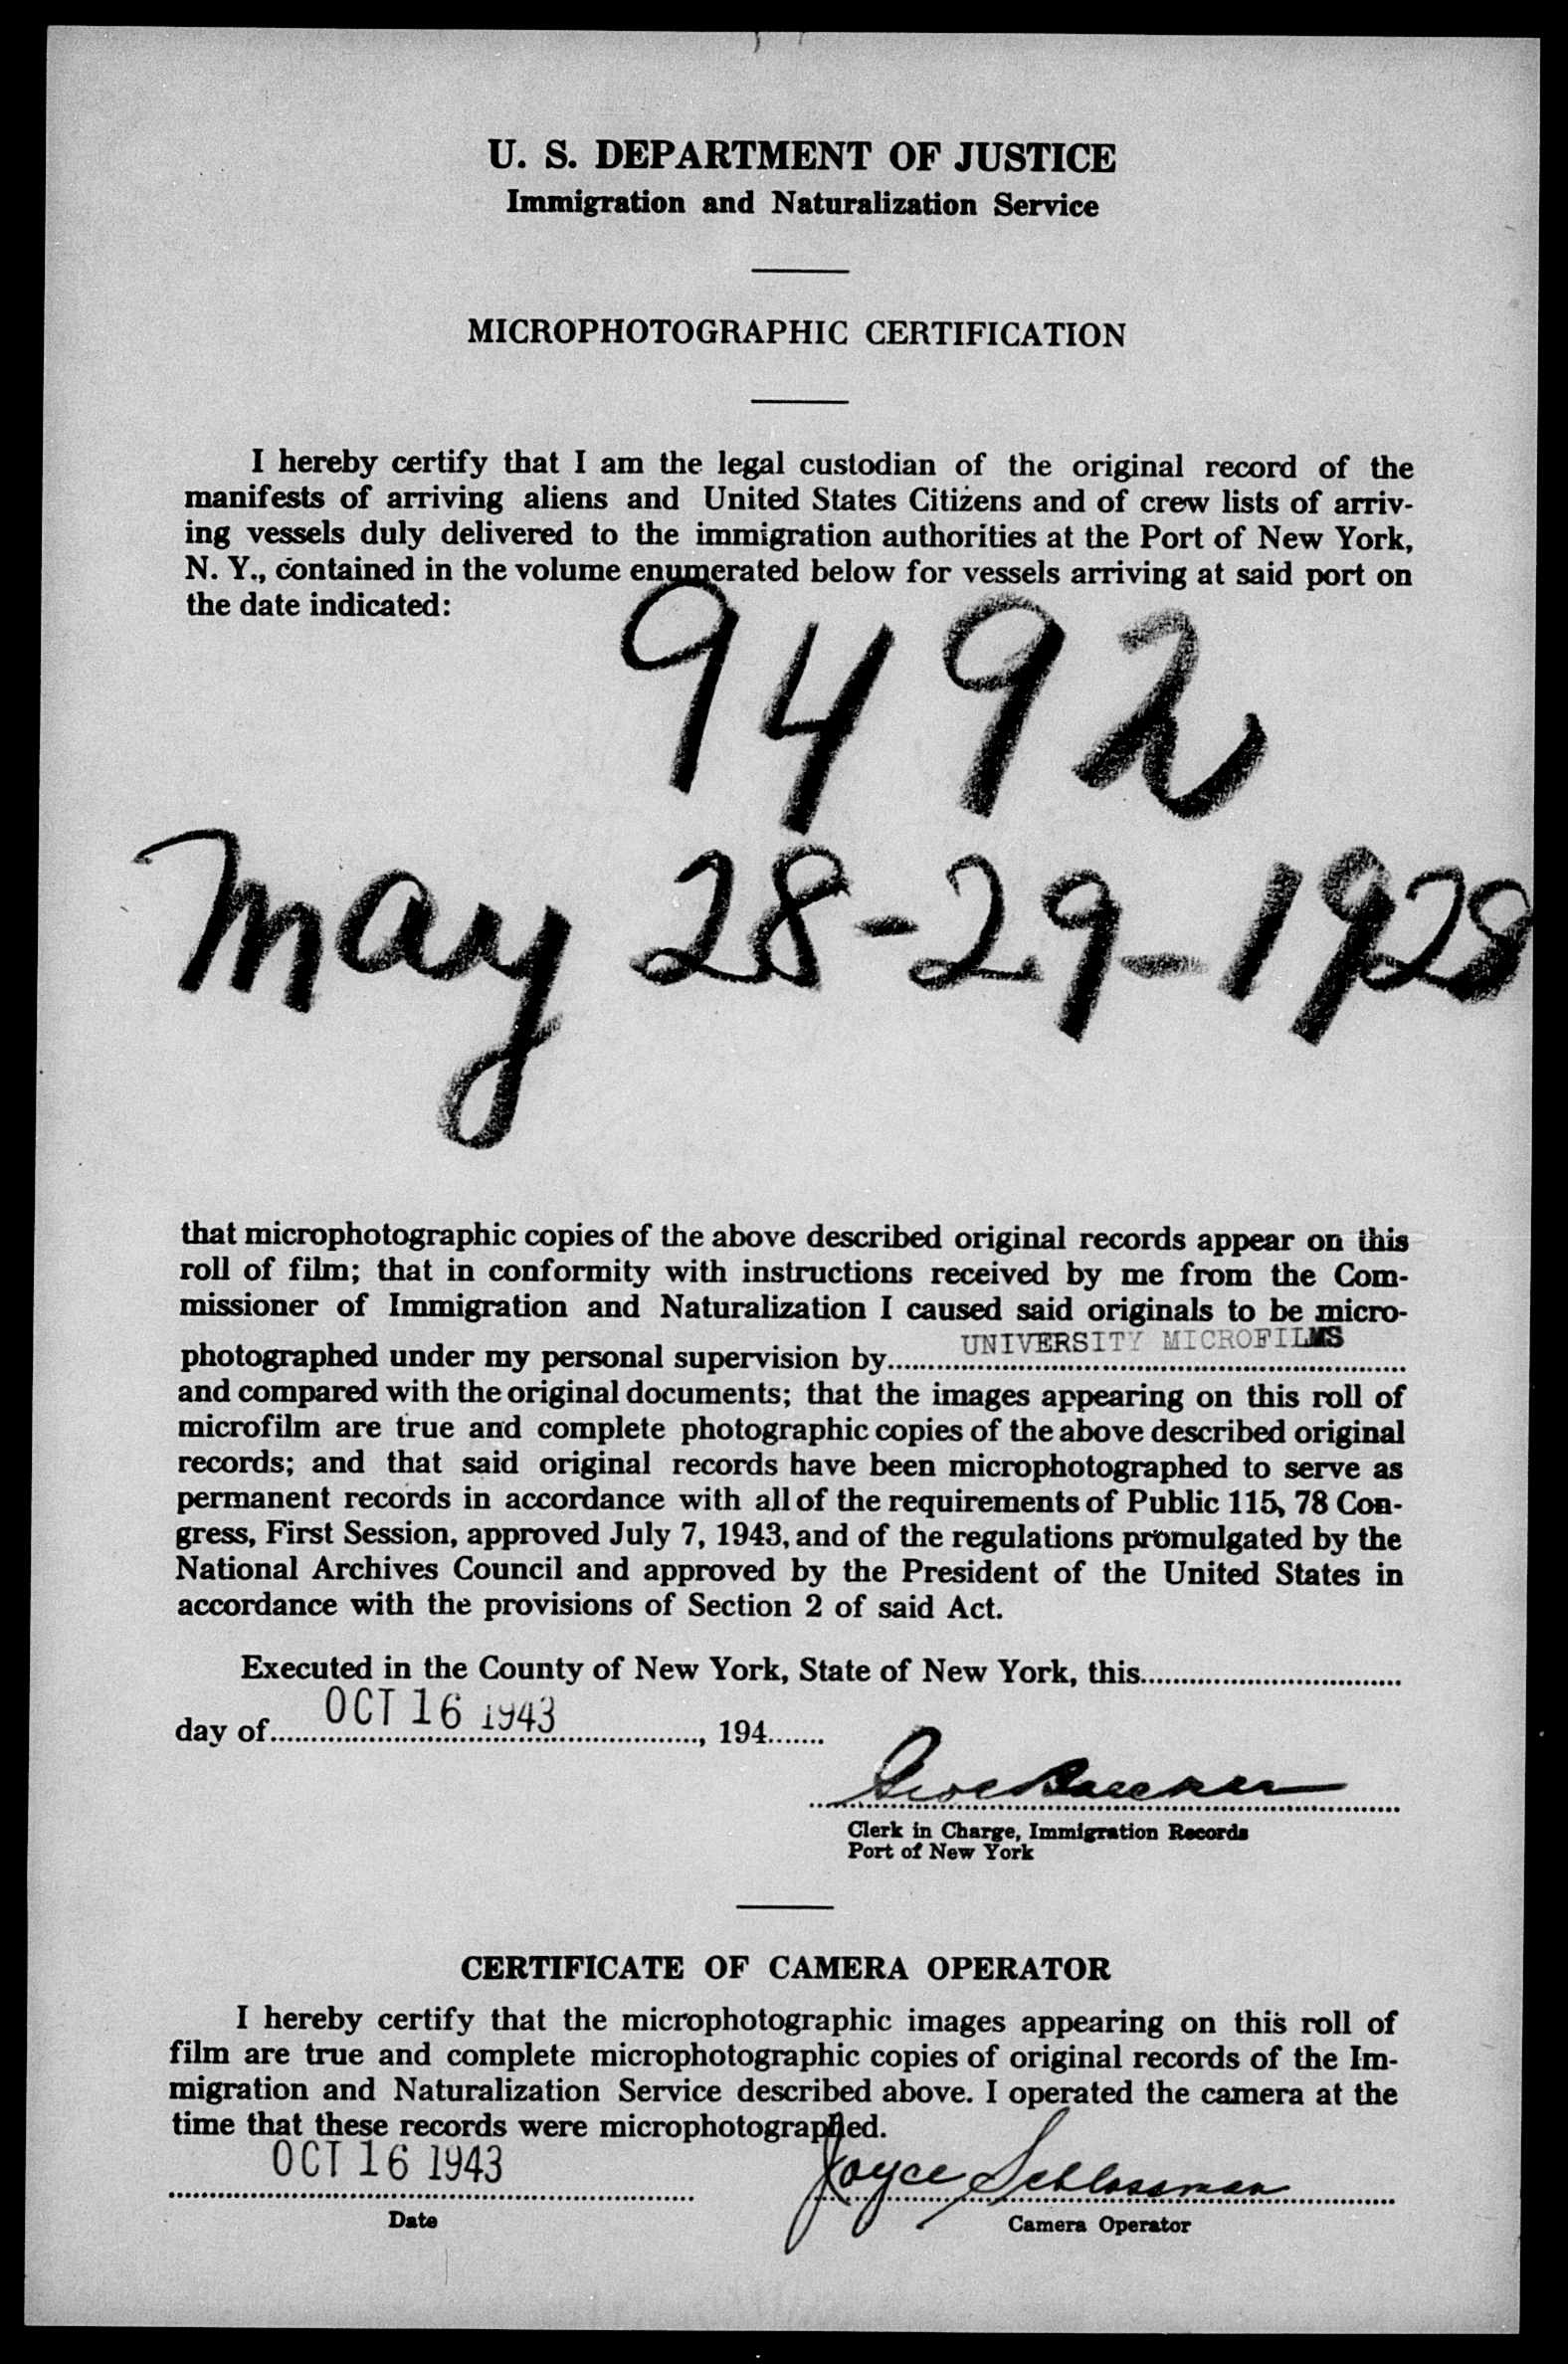 U. S. DEPARTMENT OF JUSTICE
Immigration and Naturalization Service
MICROPHOTOGRAPHIC CERTIFICATION
I hereby certify that I am the legal custodian of the original record of the
manifests of arriving aliens and United States Citizens and of crew lists of arriv-
ing vessels duly delivered to the immigration authorities at the Port of New York,
N. Y., contained in the volume enumerated below for vessels arriving at said port on
the date indicated:
9492
May 28-29-1928
that microphotographic copies of the above described original records appear on this
roll of film; that in conformity with instructions received by me from the Com-
missioner of Immigration and Naturalization I caused said originals to be micro-
photographed under my personal supervision by UNIVERSITY MICROFILMS
and compared with the original documents; that the images appearing on this roll of
microfilm are true and complete photographic copies of the above described original
records; and that said original records have been microphotographed to serve as
permanent records in accordance with all of the requirements of Public 115, 78 Con-
gress, First Session, approved July 7, 1943, and of the regulations promulgated by the
National Archives Council and approved by the President of the United States in
accordance with the provisions of Section 2 of said Act.
Executed in the County of New York, State of New York, this
day of OCT 16 1943, 194
Clerk in Charge, Immigration Records
Port of New York
CERTIFICATE OF CAMERA OPERATOR
I hereby certify that the microphotographic images appearing on this roll of
film are true and complete microphotographic copies of original records of the Im-
migration and Naturalization Service described above. I operated the camera at the
time that these records were microphotographed.
OCT 16 1943 Joyce Schlossman
Date Camera Operator